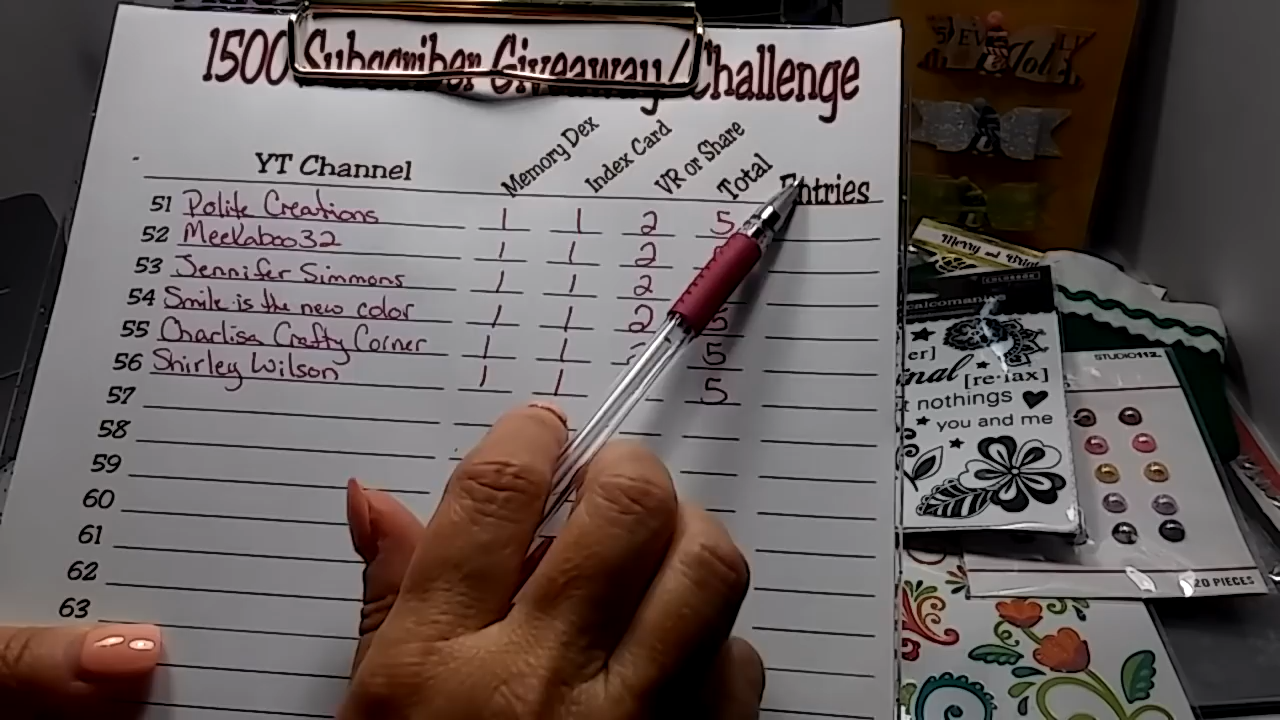 1500 Subscriber Giveaway/Challenge
YT Channel Memory Dex Index Card VR or Share Total Entries
51 Polite Creations 1 1 2 5
52 Meekaboo32 1 1 2
53 Jennifer Simmons 1 1 2
54 Smile is the new color 1 1 2 5
55 Charlisa Crafty Corner 1 1 2 5
56 Shirley Wilson 1 1 5
57
58
59
60
61
62
63
Merry and
[re·lax]
nothings
you and me
STUDIO112
20 PIECES